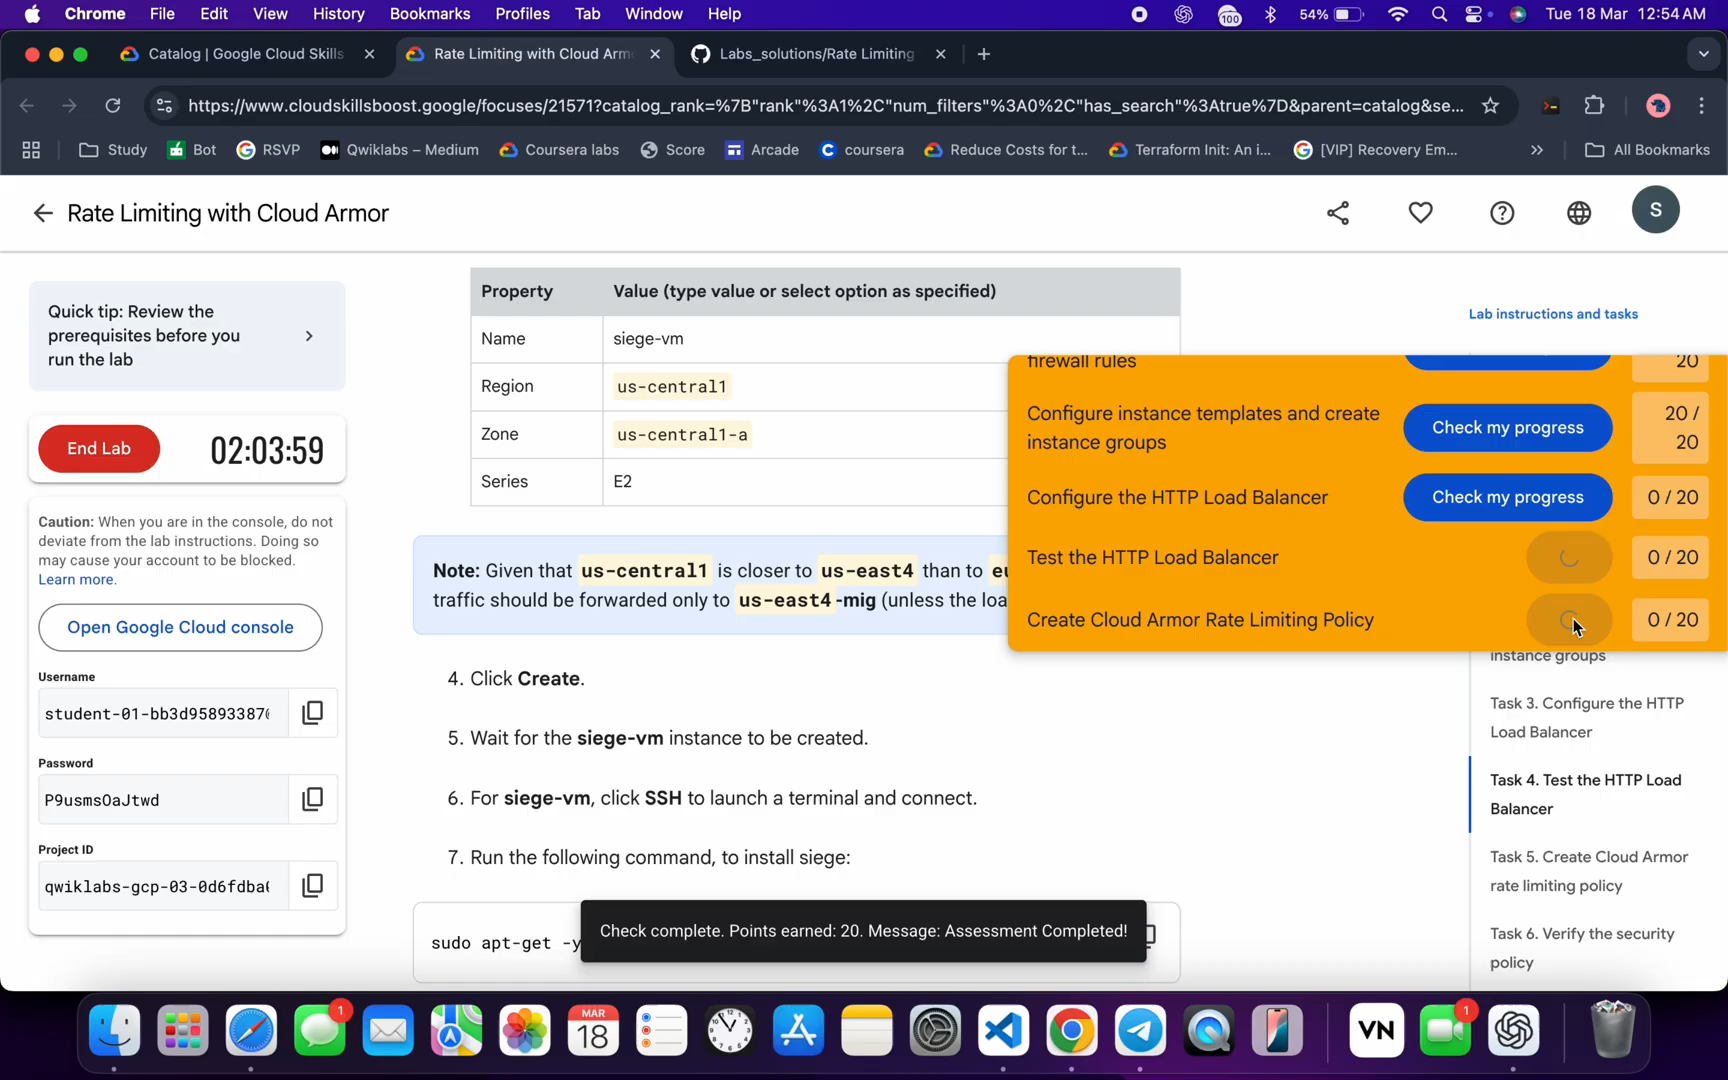 Chrome File Edit View History Bookmarks Profiles Tab Window Help 100 54% Tue 18 Mar 12:54 AM
Catalog | Google Cloud Skills Rate Limiting with Cloud Arm Labs_solutions/Rate Limiting
https://www.cloudskillsboost.google/focuses/21571?catalog_rank=%7B"rank"%3A1%2C"num_filters"%3A0%2C"has_search"%3Atrue%7D&parent=catalog&se...
Study Bot RSVP Qwiklabs – Medium Coursera labs Score Arcade coursera Reduce Costs for t... Terraform Init: An i... [VIP] Recovery Em... » All Bookmarks
Rate Limiting with Cloud Armor
S
Quick tip: Review the
prerequisites before you
run the lab
End Lab 02:03:59
Caution: When you are in the console, do not
deviate from the lab instructions. Doing so
may cause your account to be blocked.
Learn more.
Open Google Cloud console
Username
student-01-bb3d95893387
Password
P9usmsOaJtwd
Project ID
qwiklabs-gcp-03-0d6fdba
Property Value (type value or select option as specified)
Name siege-vm
Region us-central1
Zone us-central1-a
Series E2
Note: Given that us-central1 is closer to us-east4 than to
traffic should be forwarded only to us-east4-mig (unless the loa
4. Click Create.
5. Wait for the siege-vm instance to be created.
6. For siege-vm, click SSH to launch a terminal and connect.
7. Run the following command, to install siege:
sudo apt-get -y
Check complete. Points earned: 20. Message: Assessment Completed!
Lab instructions and tasks
firewall rules 20
Configure instance templates and create
instance groups
Check my progress
20 /
20
Configure the HTTP Load Balancer Check my progress 0 / 20
Test the HTTP Load Balancer 0 / 20
Create Cloud Armor Rate Limiting Policy 0 / 20
instance groups
Task 3. Configure the HTTP
Load Balancer
Task 4. Test the HTTP Load
Balancer
Task 5. Create Cloud Armor
rate limiting policy
Task 6. Verify the security
policy
1
MAR
18
VN
1